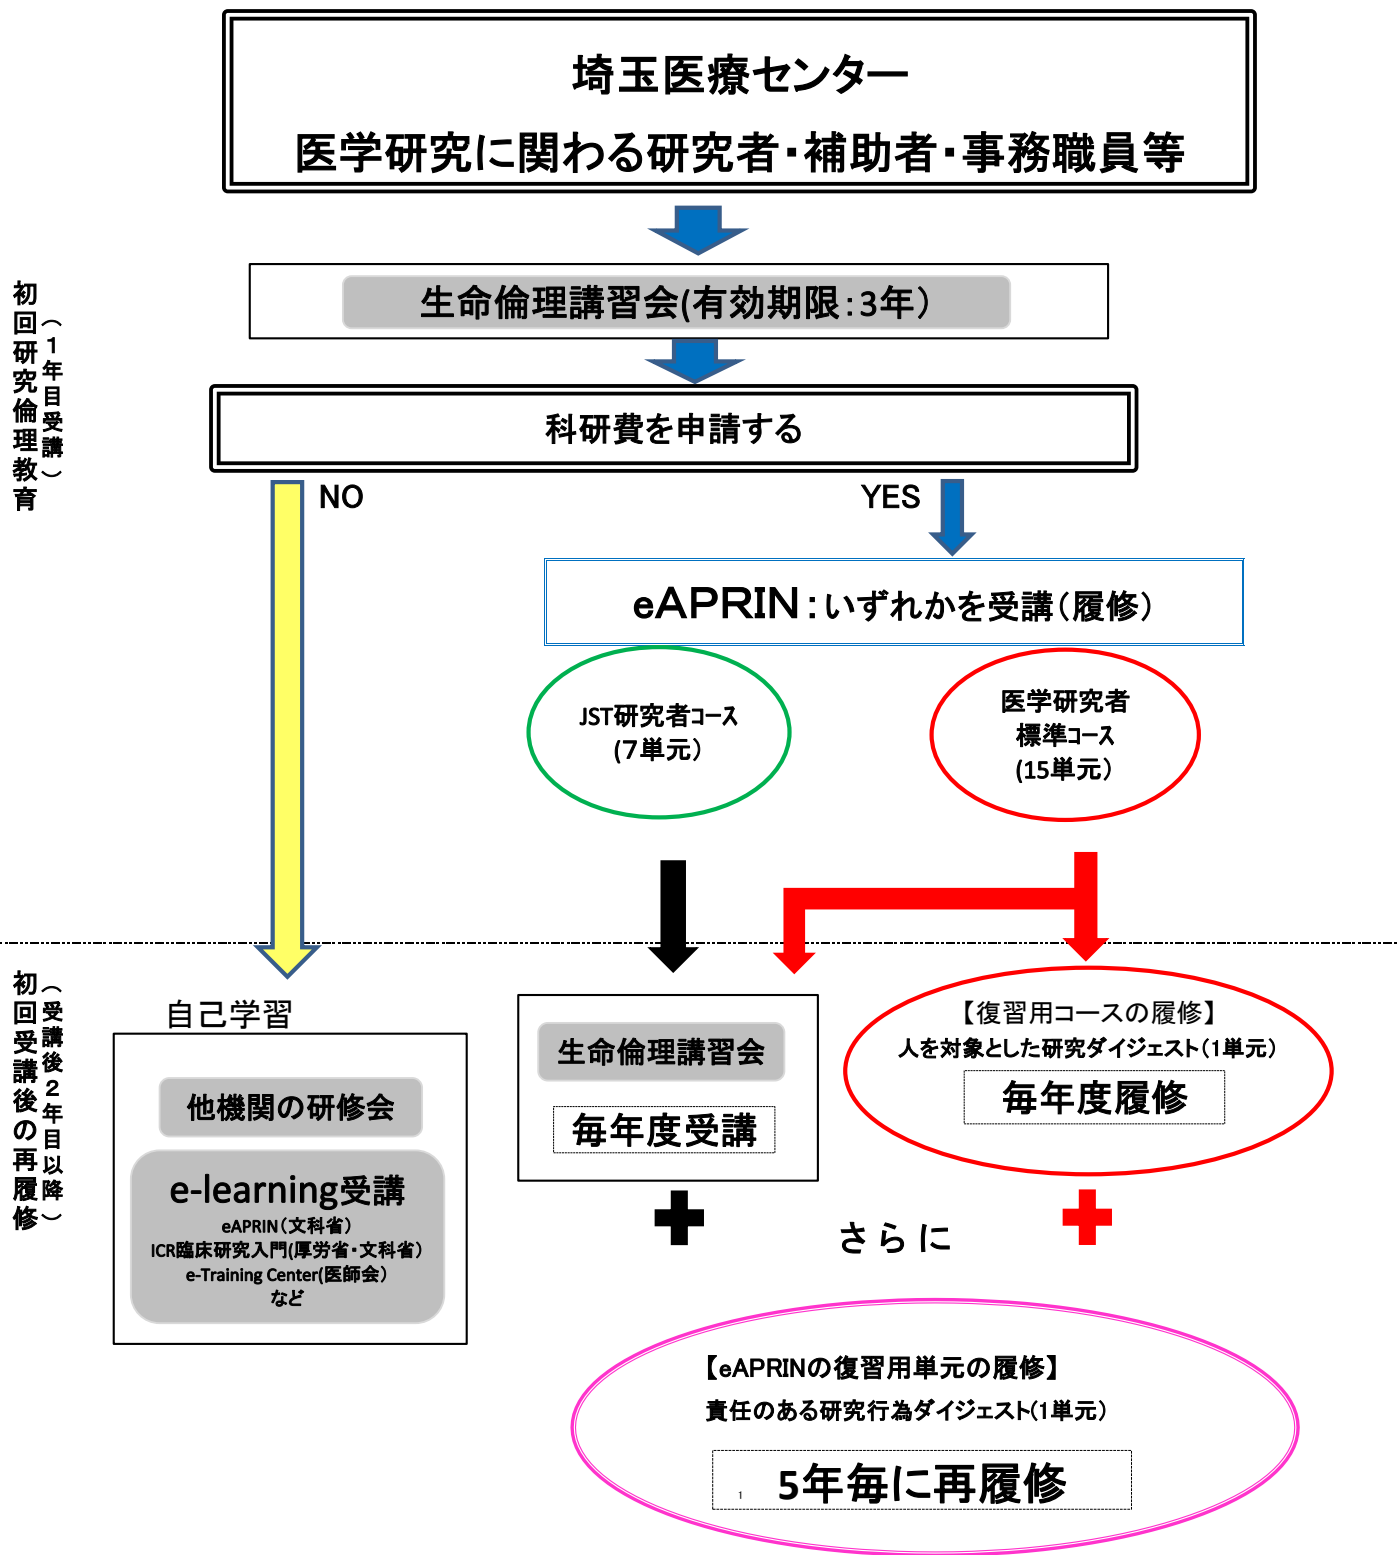 埼玉医療センター
医学研究に関わる研究者・補助者・事務職員等
初回研究倫理教育
（１年目受講）
生命倫理講習会(有効期限：3年）
科研費を申請する
NO
YES
eAPRIN：いずれかを受講（履修）
JST研究者コース
(7単元）
医学研究者
標準コース
(15単元）
初回受講後の再履修
（受講後２年目以降）
自己学習
他機関の研修会
e-learning受講
eAPRIN（文科省）
ICR臨床研究入門(厚労省・文科省）
e-Training Center(医師会）
など
生命倫理講習会
毎年度受講
【復習用コースの履修】
人を対象とした研究ダイジェスト（1単元）
毎年度履修
さらに
【eAPRINの復習用単元の履修】
責任のある研究行為ダイジェスト(1単元）
1
5年毎に再履修